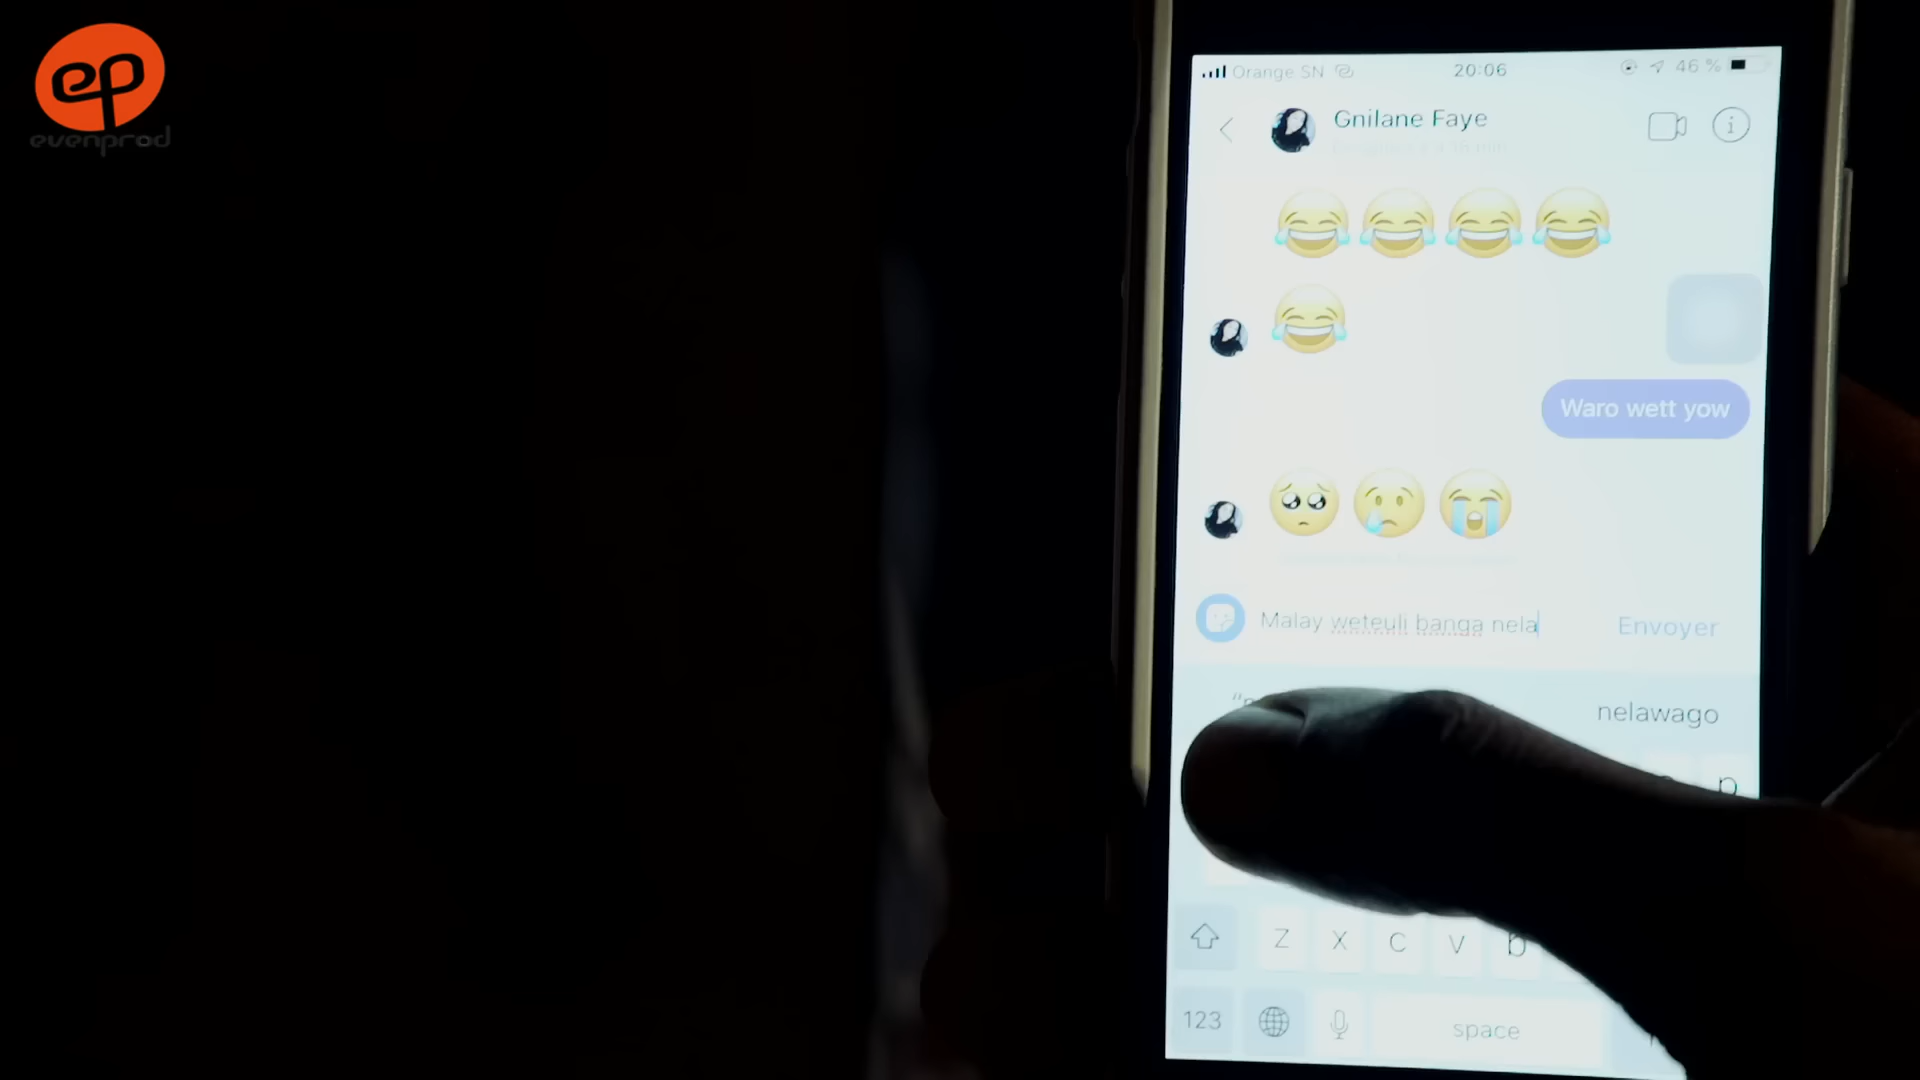 ep
evenprod
Orange SN
20:06
46 %
Gnilane Faye
Waro wett yow
Malay weteuli banga nela
Envoyer
nelawago
p
z x c v b
123
space